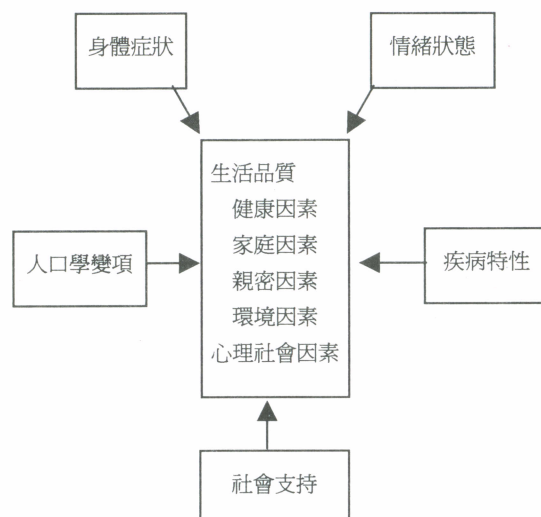 身體症狀
情緒狀態
生活品質
健康因素
家庭因素
親密因素
環境因素
心理社會因素
人口學變項
疾病特性
社會支持